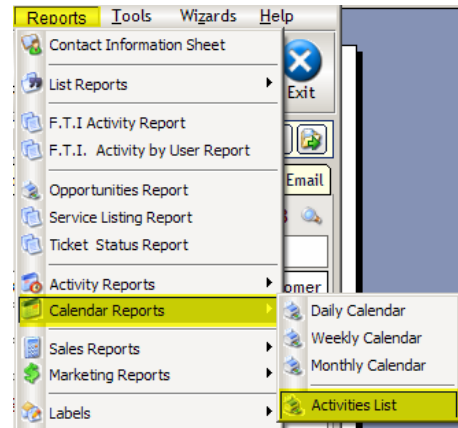 Reports Tools Wizards Help
Contact Information Sheet
List Reports
Exit
F.T.I Activity Report
F.T.I. Activity by User Report
Email
Opportunities Report
Service Listing Report
Ticket Status Report
Activity Reports
omer
Calendar Reports
Daily Calendar
Weekly Calendar
Monthly Calendar
Sales Reports
Marketing Reports
Labels
Activities List